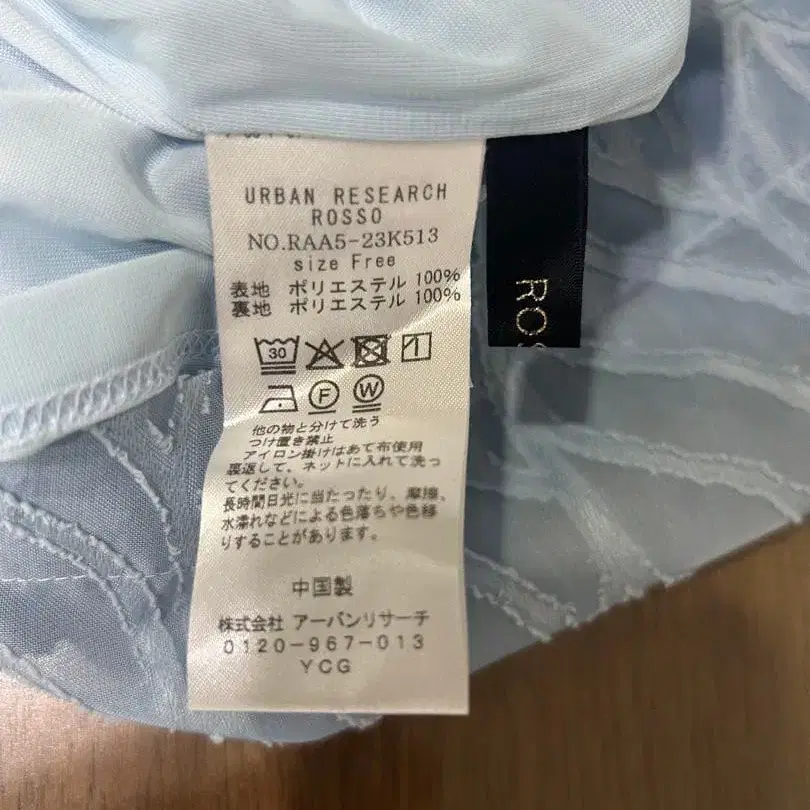 URBAN RESEARCH
ROSSO
NO.RAA5-23K513
size Free
表地 ポリエステル 100%
裏地 ポリエステル 100%
30
F W
他の物と分けて洗う
つけ置き禁止
アイロン掛けはあて布使用
裏返して、ネットに入れて洗っ
てください。
長時間日光に当たったり、摩擦、
水濡れなどによる色落ちや色移
りすることがあります。
中国製
株式会社 アーバンリサーチ
0120-967-013
YCG
ROS